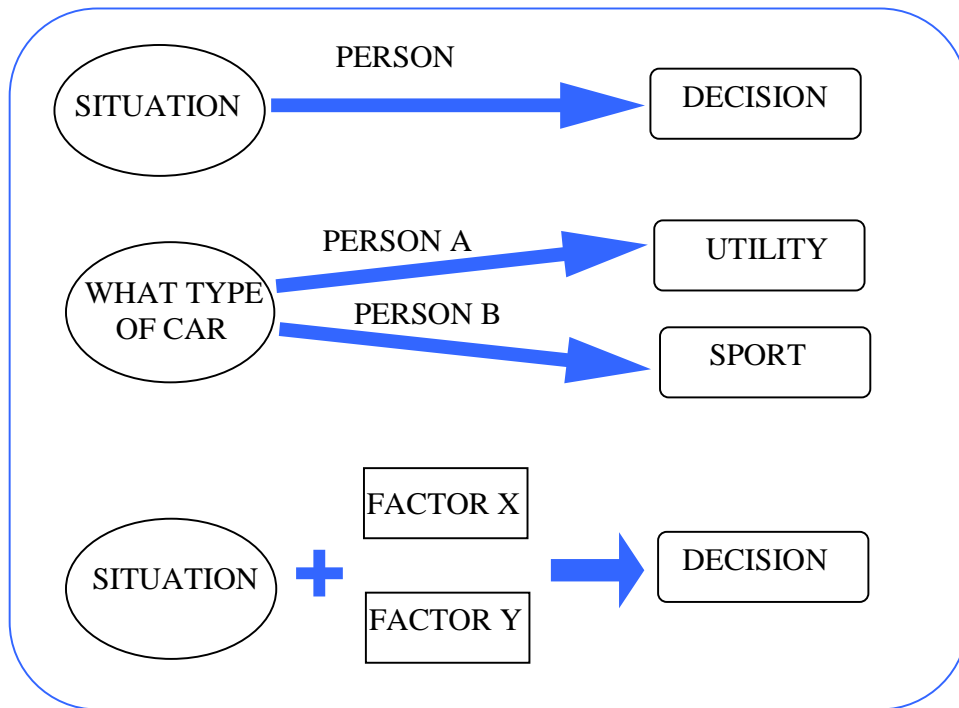 PERSON
SITUATION
DECISION
PERSON A
UTILITY
WHAT TYPE
OF CAR
PERSON B
SPORT
FACTOR X
SITUATION
DECISION
FACTOR Y